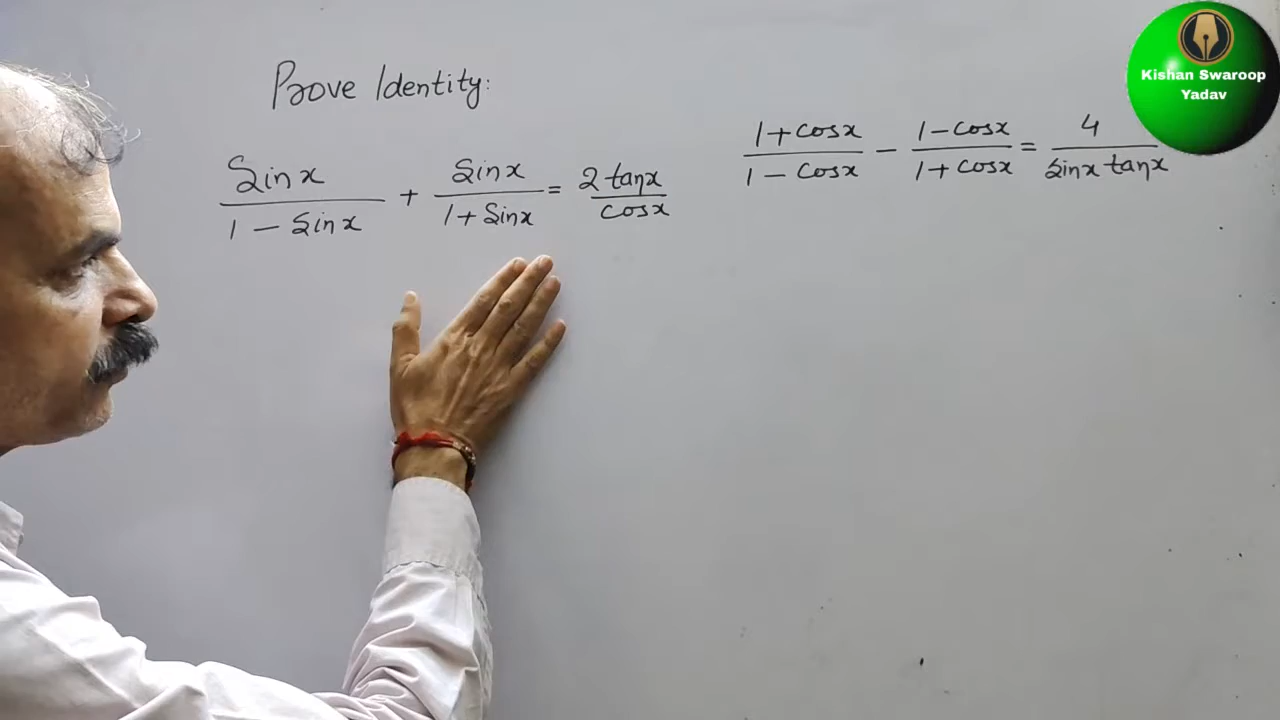 Prove Identity:
Sinx / 1 - Sinx + Sinx / 1 + Sinx = 2 tanx / cosx
1 + cosx / 1 - cosx - 1 - cosx / 1 + cosx = 4 / sinx tanx
Kishan Swaroop
Yadav